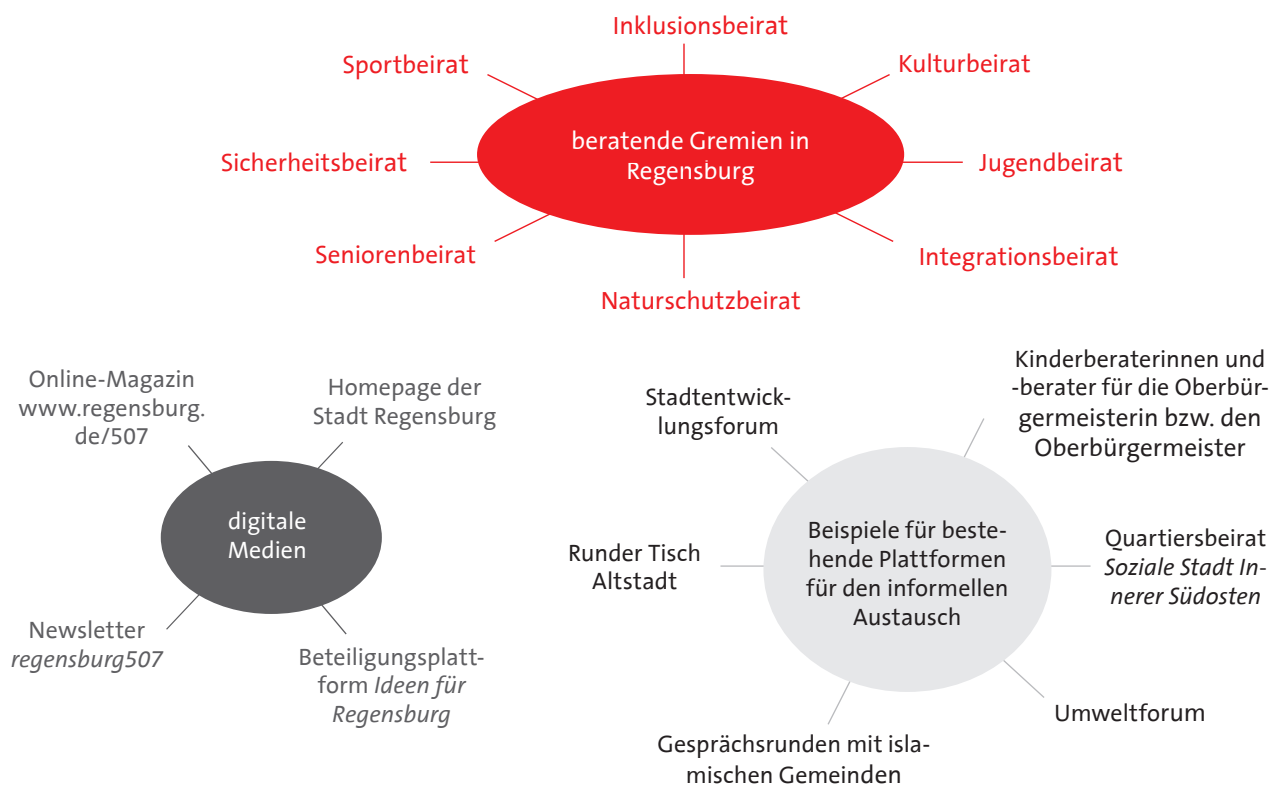 Inklusionsbeirat
Sportbeirat
Kulturbeirat
beratende Gremien in
Regensburg
Sicherheitsbeirat
Jugendbeirat
Seniorenbeirat
Integrationsbeirat
Naturschutzbeirat
Online-Magazin
www.regensburg.
de/507
Homepage der
Stadt Regensburg
digitale
Medien
Newsletter
regensburg507
Beteiligungsplatt-
form Ideen für
Regensburg
Stadtentwick-
lungsforum
Kinderberaterinnen und
-berater für die Oberbür-
germeisterin bzw. den
Oberbürgermeister
Runder Tisch
Altstadt
Beispiele für beste-
hende Plattformen
für den informellen
Austausch
Quartiersbeirat
Soziale Stadt In-
nerer Südosten
Umweltforum
Gesprächsrunden mit isla-
mischen Gemeinden